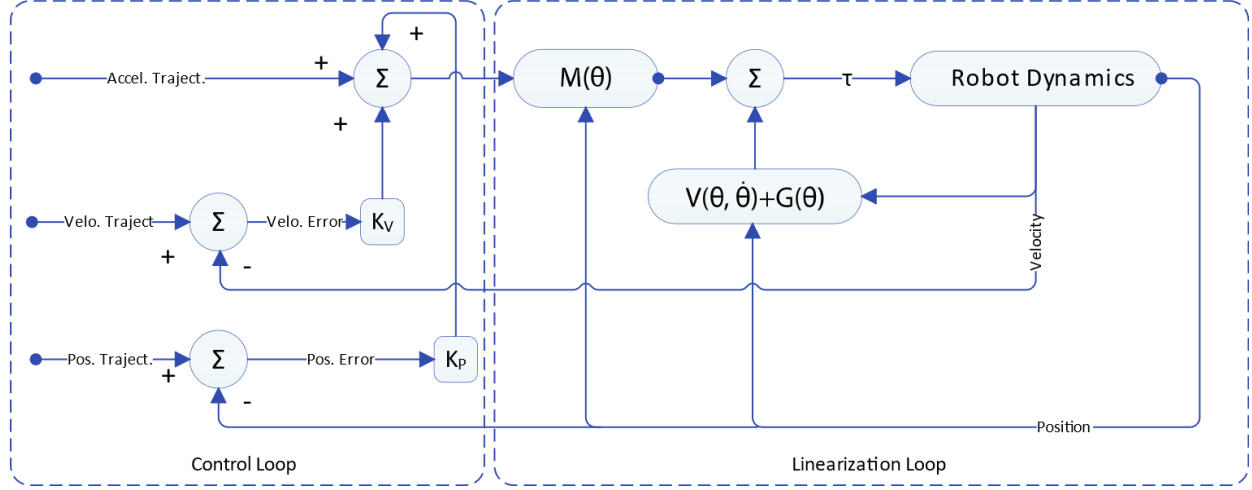 +
Accel. Traject.
+
Σ
M(θ)
Σ
τ
Robot Dynamics
+
V(θ, θ̇)+G(θ)
Velo. Traject
Σ
Velo. Error
K_V
+
-
Velocity
Pos. Traject.
Σ
Pos. Error
K_P
+
-
Position
Control Loop
Linearization Loop